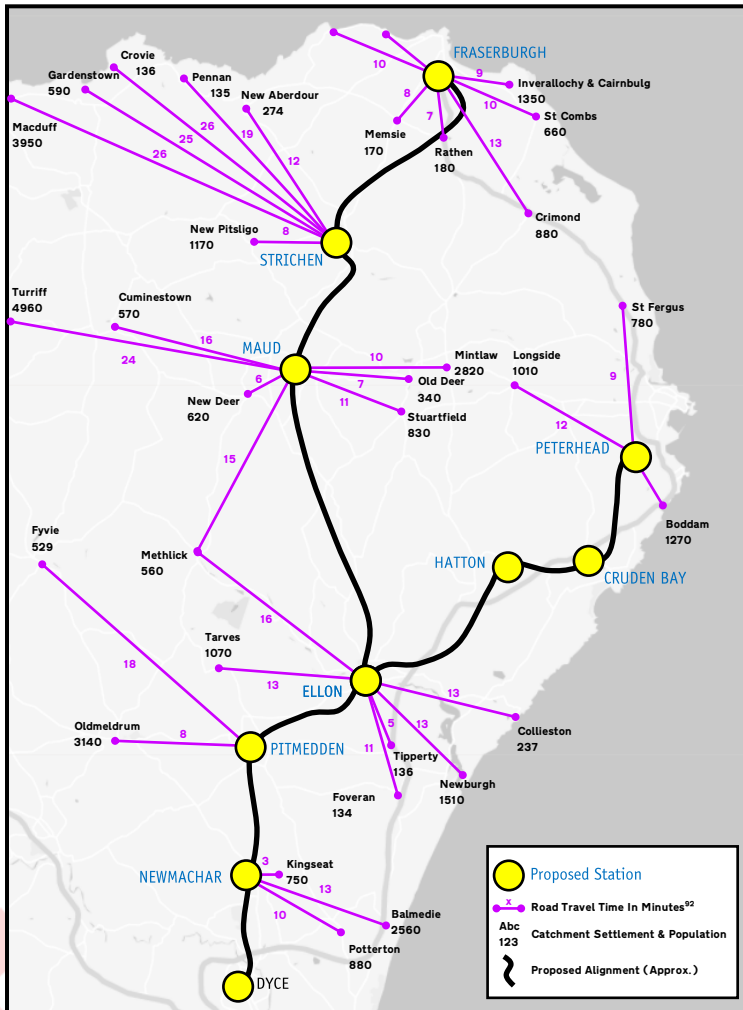 FRASERBURGH
10
Crovie
136
Gardenstown
590
Pennan
135
New Aberdour
274
Macduff
3950
26
25
26
19
12
9
Inverallochy & Cairnbulg
1350
10
St Combs
660
8
7
13
Memsie
170
Rathen
180
Crimond
880
New Pitsligo
1170
8
STRICHEN
Turriff
4960
Cuminestown
570
16
24
MAUD
6
New Deer
620
10
Mintlaw
2820
7
Old Deer
340
11
Stuartfield
830
Longside
1010
St Fergus
780
9
12
PETERHEAD
Boddam
1270
15
Fyvie
529
Methlick
560
HATTON
CRUDEN BAY
16
Tarves
1070
13
18
ELLON
13
Collieston
237
5
13
11
Tipperty
136
Newburgh
1510
Foveran
134
Oldmeldrum
3140
8
PITMEDDEN
NEWMACHAR
3
Kingseat
750
13
10
Balmedie
2560
Potterton
880
DYCE
Proposed Station
x
Road Travel Time In Minutes⁹²
Abc
123
Catchment Settlement & Population
Proposed Alignment (Approx.)